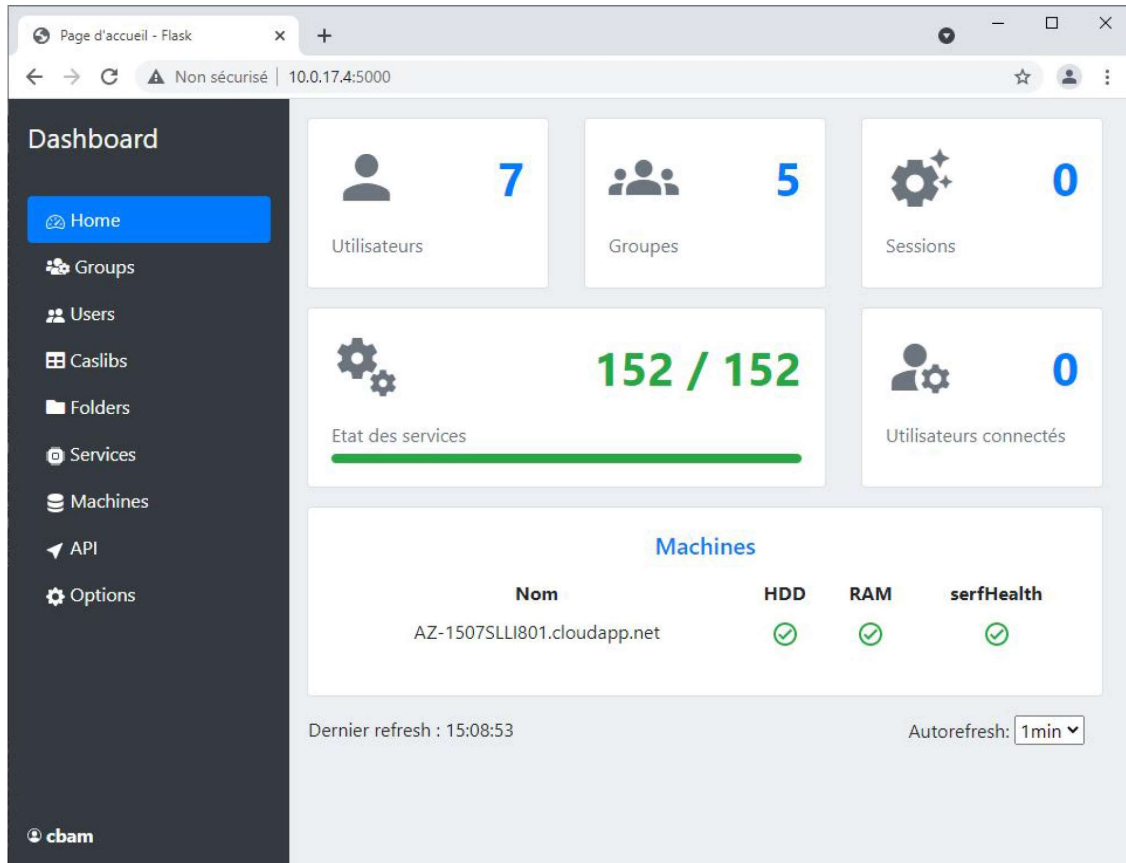 Page d'accueil - Flask
Non sécurisé 10.0.17.4:5000
Dashboard
Home
Groups
Users
Caslibs
Folders
Services
Machines
API
Options
cbam
7
Utilisateurs
5
Groupes
0
Sessions
152 / 152
Etat des services
0
Utilisateurs connectés
Machines
Nom HDD RAM serfHealth
AZ-1507SLLI801.cloudapp.net
Dernier refresh : 15:08:53
Autorefresh: 1min